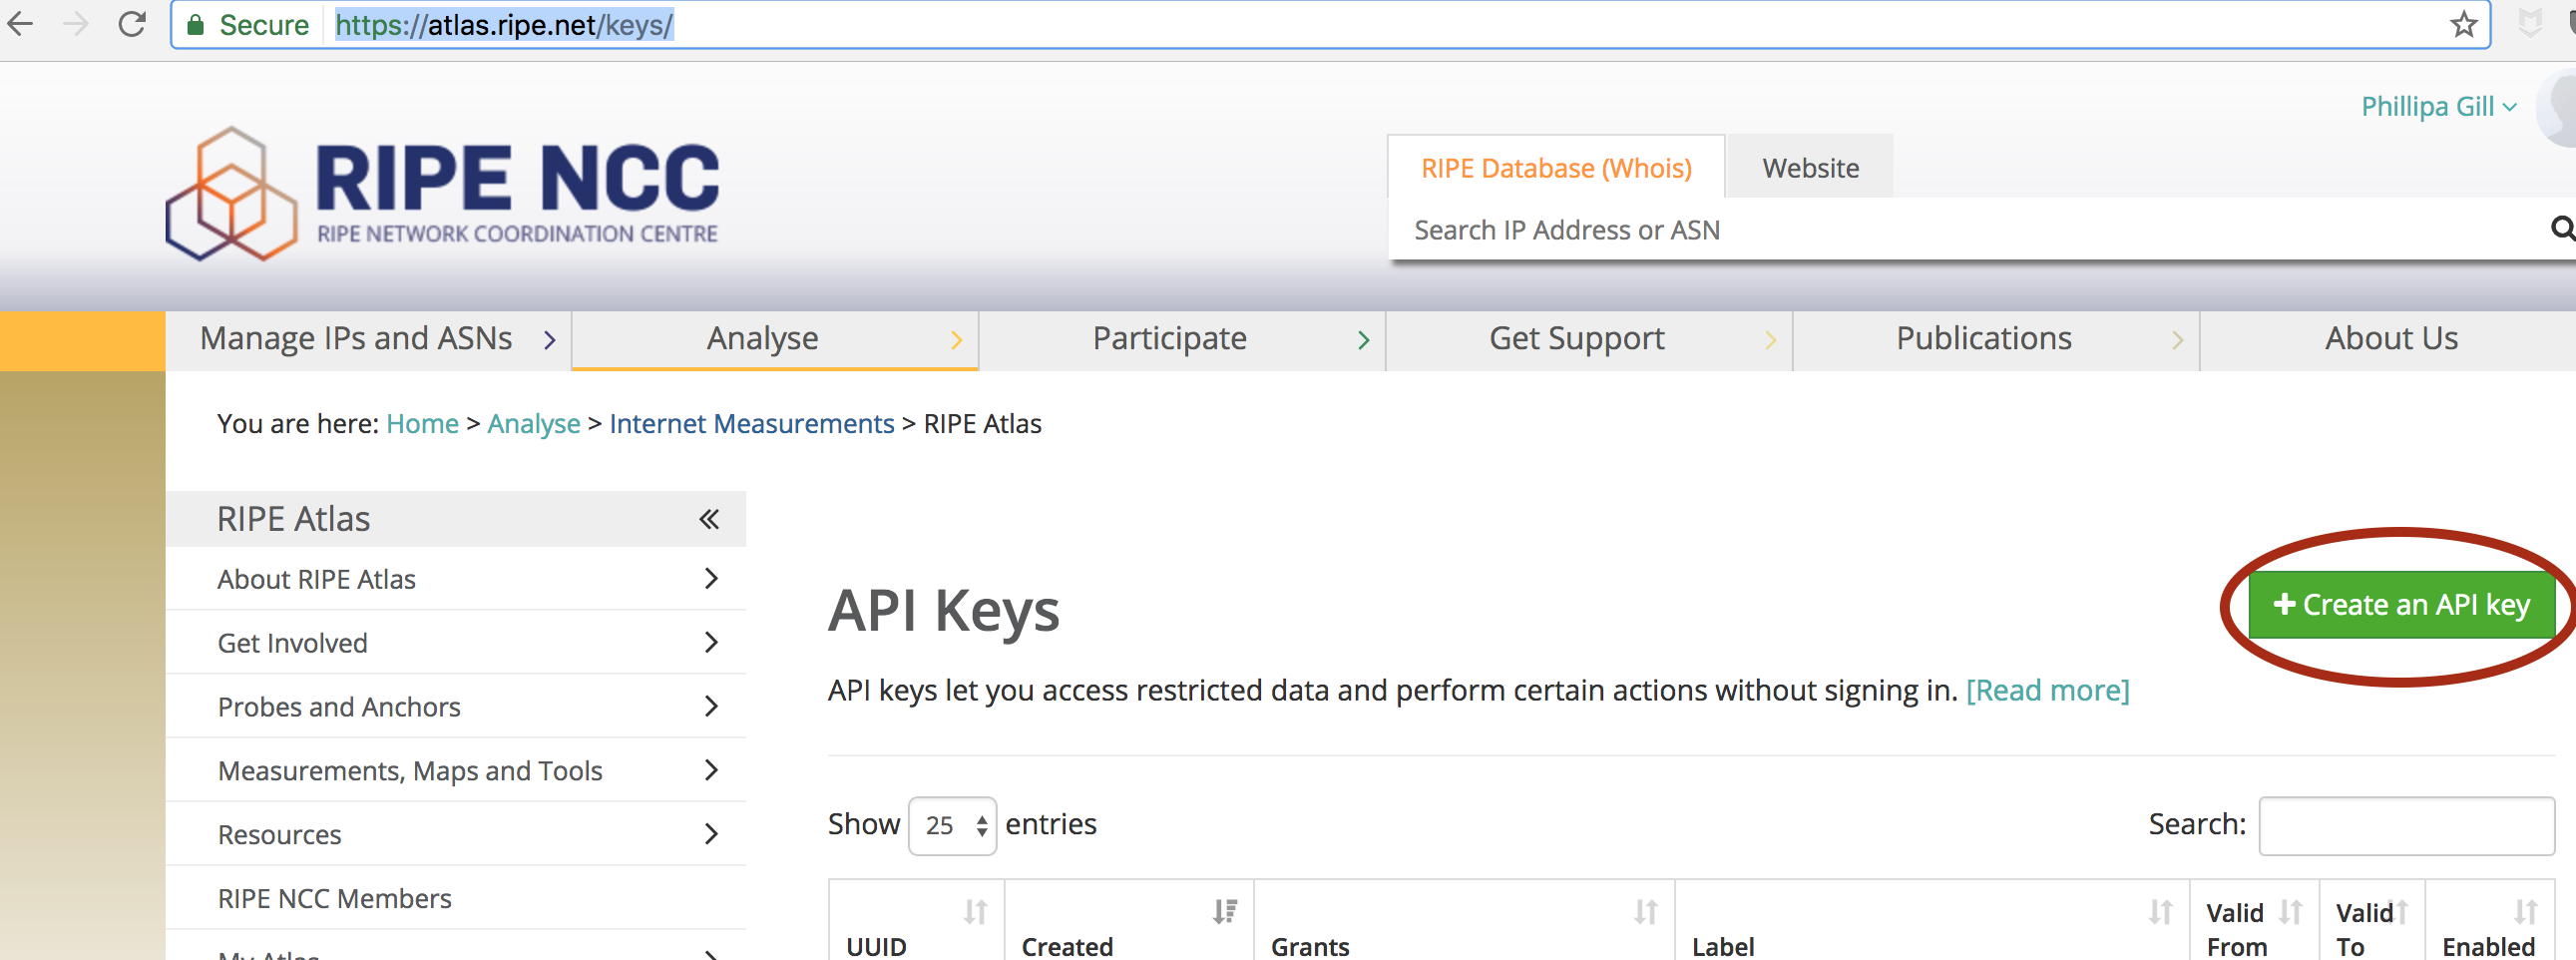 Secure https://atlas.ripe.net/keys/
Phillipa Gill
RIPE NCC
RIPE NETWORK COORDINATION CENTRE
RIPE Database (Whois) Website
Search IP Address or ASN
Manage IPs and ASNs Analyse Participate Get Support Publications About Us
You are here: Home > Analyse > Internet Measurements > RIPE Atlas
RIPE Atlas
About RIPE Atlas
Get Involved
Probes and Anchors
Measurements, Maps and Tools
Resources
RIPE NCC Members
My Atlas
API Keys
Create an API key
API keys let you access restricted data and perform certain actions without signing in. [Read more]
Show 25 entries
Search:
UUID Created Grants Label Valid From Valid To Enabled